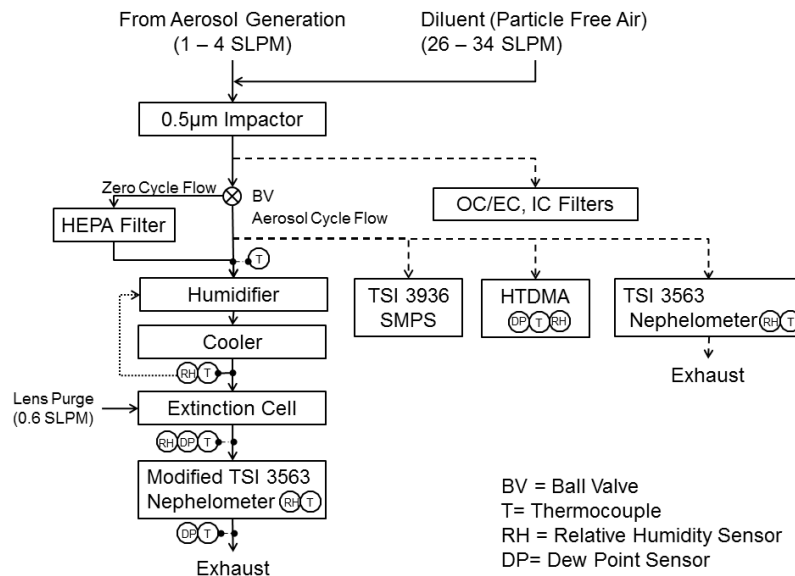 From Aerosol Generation
(1 – 4 SLPM)
Diluent (Particle Free Air)
(26 – 34 SLPM)
0.5µm Impactor
Zero Cycle Flow
BV
Aerosol Cycle Flow
OC/EC, IC Filters
HEPA Filter
T
Humidifier
TSI 3936
SMPS
HTDMA
DP T RH
TSI 3563
Nephelometer RH T
Exhaust
Cooler
RH T
Lens Purge
(0.6 SLPM)
Extinction Cell
RH DP T
Modified TSI 3563
Nephelometer RH T
DP T
Exhaust
BV = Ball Valve
T= Thermocouple
RH = Relative Humidity Sensor
DP= Dew Point Sensor